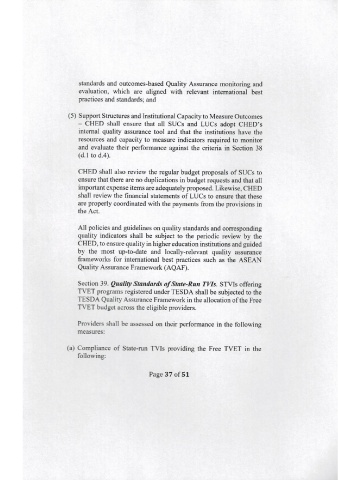 standards and outcomes-based Quality Assurance monitoring and
evaluation, which are aligned with relevant international best
practices and standards; and
(5) Support Structures and Institutional Capacity to Measure Outcomes
– CHED shall ensure that all SUCs and LUCs adopt CHED's
internal quality assurance tool and that the institutions have the
resources and capacity to measure indicators required to monitor
and evaluate their performance against the criteria in Section 38
(d.1 to d.4).
CHED shall also review the regular budget proposals of SUCs to
ensure that there are no duplications in budget requests and that all
important expense items are adequately proposed. Likewise, CHED
shall review the financial statements of LUCs to ensure that these
are properly coordinated with the payments from the provisions in
the Act.
All policies and guidelines on quality standards and corresponding
quality indicators shall be subject to the periodic review by the
CHED, to ensure quality in higher education institutions and guided
by the most up-to-date and locally-relevant quality assurance
frameworks for international best practices such as the ASEAN
Quality Assurance Framework (AQAF).
Section 39. Quality Standards of State-Run TVIs. STVIs offering
TVET programs registered under TESDA shall be subjected to the
TESDA Quality Assurance Framework in the allocation of the Free
TVET budget across the eligible providers.
Providers shall be assessed on their performance in the following
measures:
(a) Compliance of State-run TVIs providing the Free TVET in the
following:
Page 37 of 51